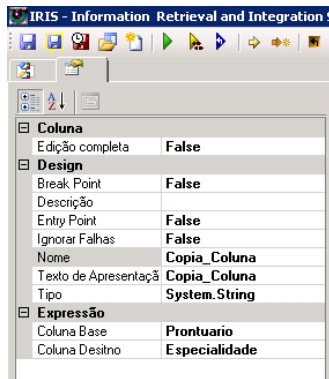 IRIS - Information Retrieval and Integration
Coluna
Edição completa False
Design
Break Point False
Descrição
Entry Point False
Ignorar Falhas False
Nome Copia_Coluna
Texto de Apresentaçã Copia_Coluna
Tipo System.String
Expressão
Coluna Base Prontuario
Coluna Desitno Especialidade